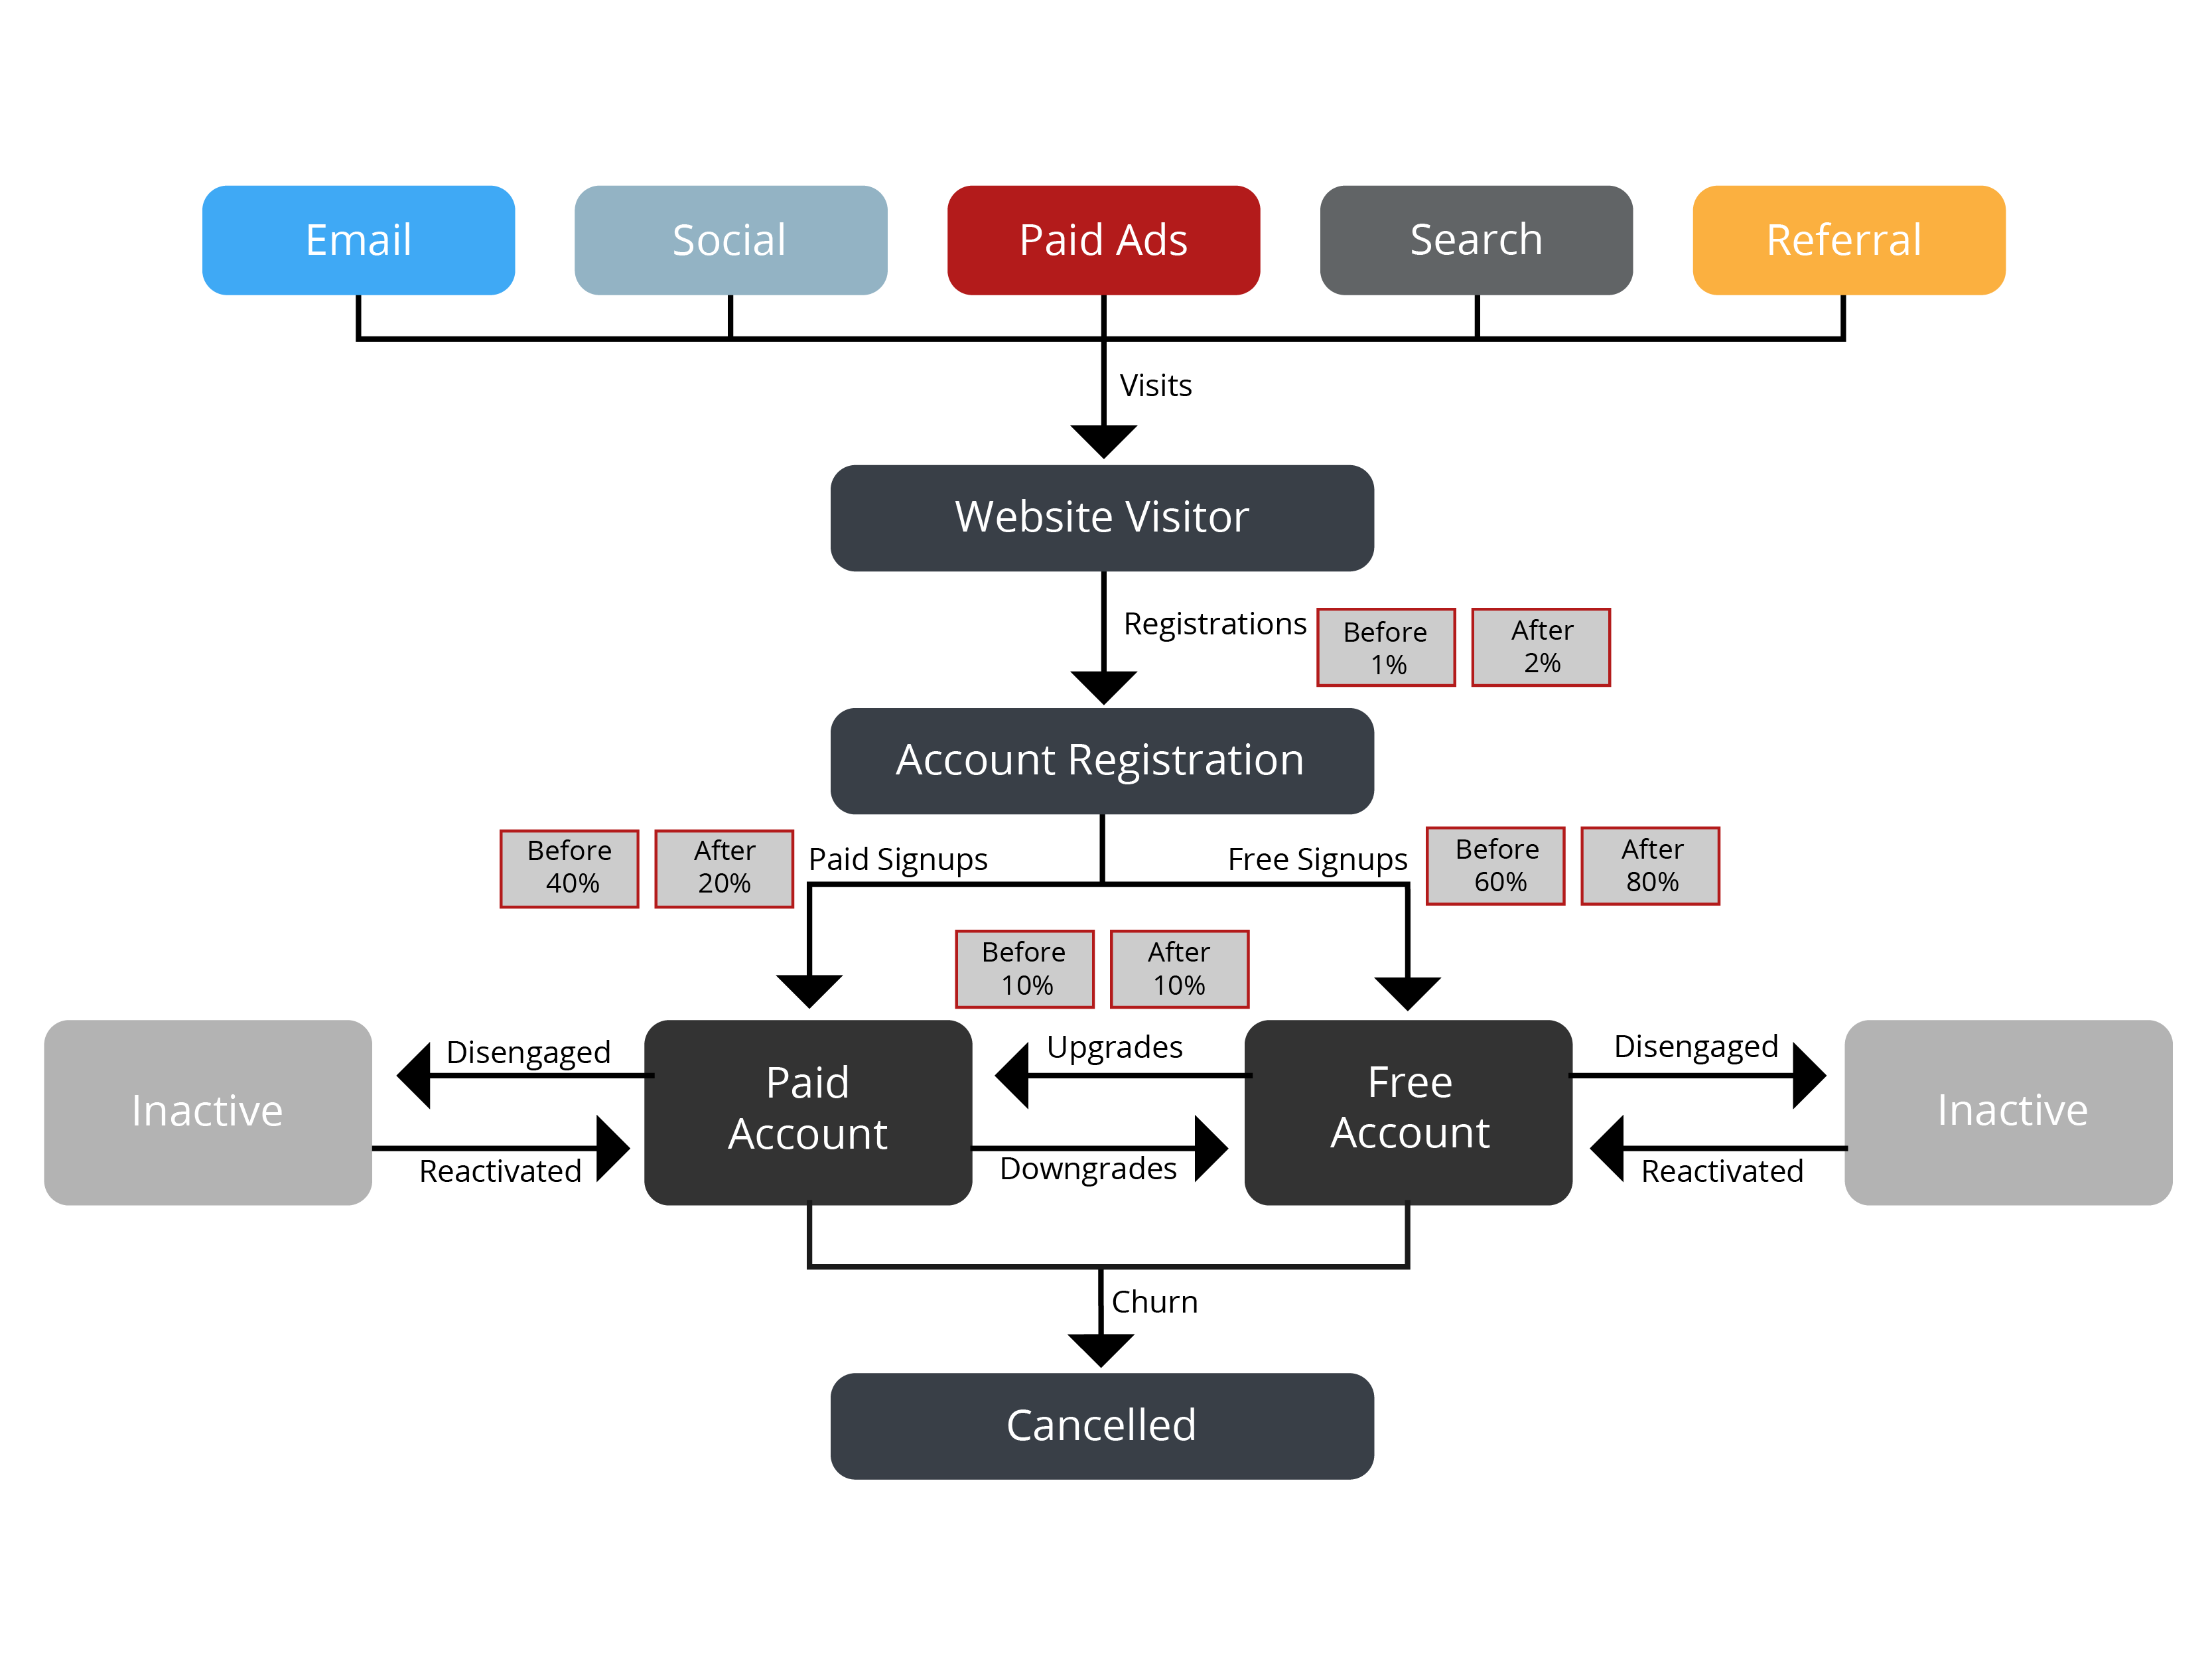 Email
Social
Paid Ads
Search
Referral
Visits
Website Visitor
Registrations
Before
1%
After
2%
Account Registration
Before
40%
After
20%
Paid Signups
Free Signups
Before
60%
After
80%
Before
10%
After
10%
Inactive
Disengaged
Reactivated
Paid
Account
Upgrades
Downgrades
Free
Account
Disengaged
Reactivated
Inactive
Churn
Cancelled